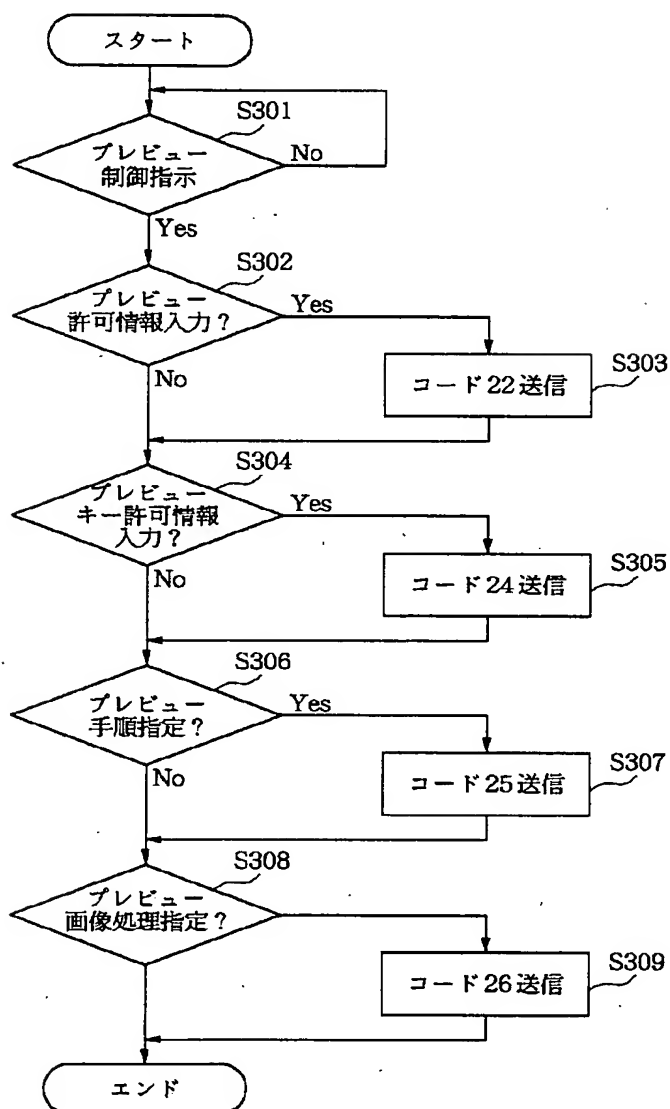 スタート
S301
プレビュー
制御指示
No
Yes
S302
プレビュー
許可情報入力?
Yes
No
コード22送信
S303
S304
プレビュー
キー許可情報
入力?
Yes
No
コード24送信
S305
S306
プレビュー
手順指定?
Yes
No
コード25送信
S307
S308
プレビュー
画像処理指定?
コード26送信
S309
エンド